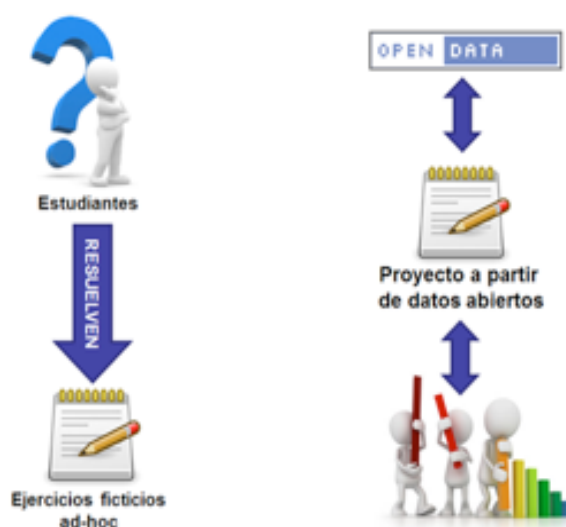 Estudiantes
RESUELVEN
Ejercicios ficticios
ad-hoc
OPEN DATA
Proyecto a partir
de datos abiertos